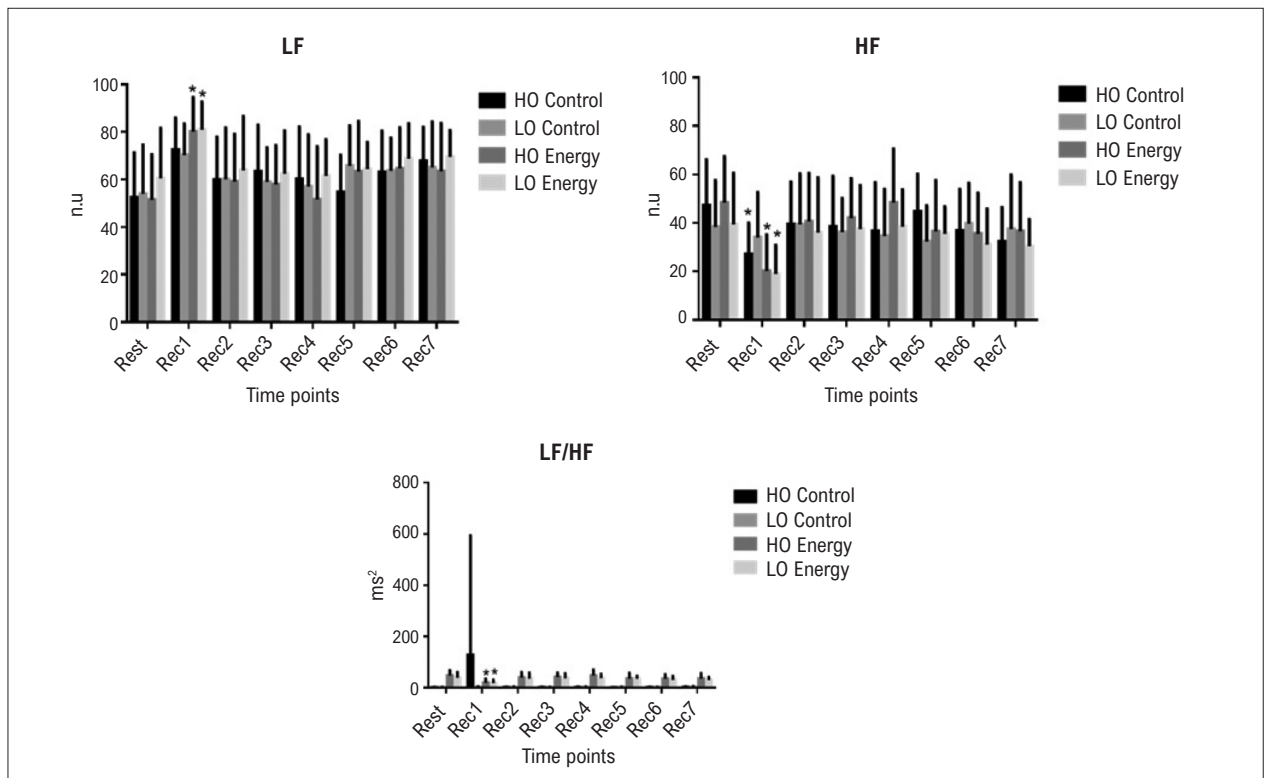 LF
100
80
60
40
20
0
n.u
* *
Rest Rec1 Rec2 Rec3 Rec4 Rec5 Rec6 Rec7
Time points
HO Control
LO Control
HO Energy
LO Energy
HF
100
80
60
40
20
0
n.u
* * *
Rest Rec1 Rec2 Rec3 Rec4 Rec5 Rec6 Rec7
Time points
HO Control
LO Control
HO Energy
LO Energy
LF/HF
800
600
400
200
0
ms²
**
Rest Rec1 Rec2 Rec3 Rec4 Rec5 Rec6 Rec7
Time points
HO Control
LO Control
HO Energy
LO Energy